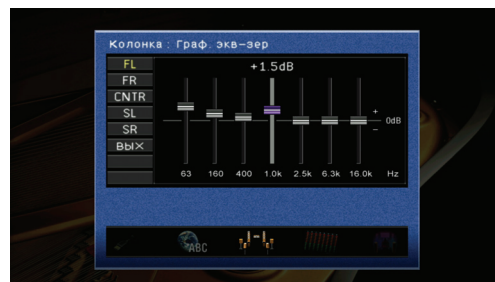 Колонка : Граф. экв-зер
FL
FR
CNTR
SL
SR
ВЫХ
+1.5dB
+
0dB
-
63 160 400 1.0k 2.5k 6.3k 16.0k Hz
ABC